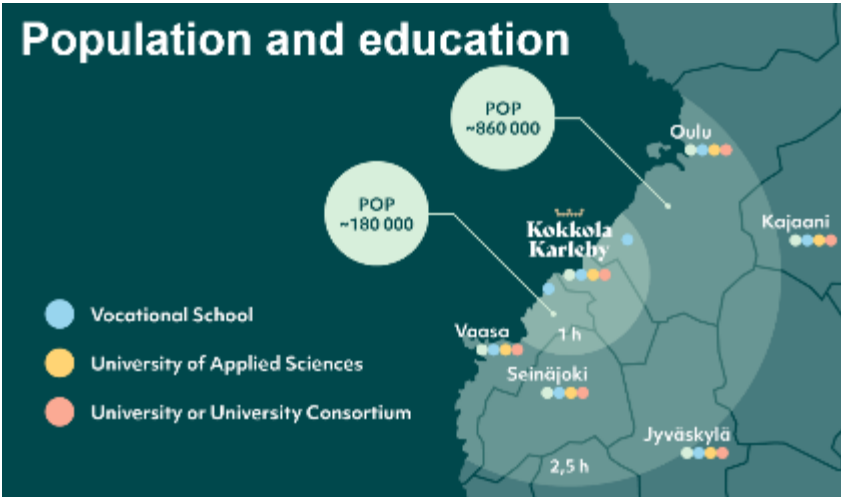 Population and education
POP
~860 000
Oulu
POP
~180 000
Kokkola
Karleby
Kajaani
Vocational School
University of Applied Sciences
University or University Consortium
Vaasa
1 h
Seinäjoki
Jyväskylä
2,5 h